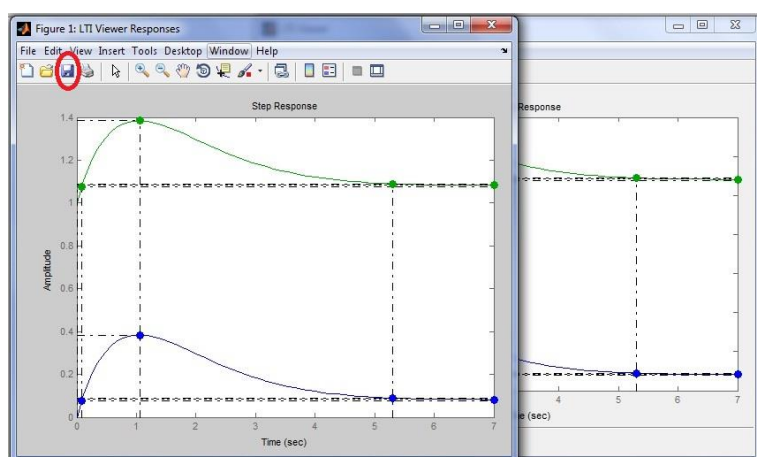 Figure 1: LTI Viewer Responses
File Edit View Insert Tools Desktop Window Help
Step Response
Response
1.4
1.2
1
0.8
0.6
0.4
0.2
0
Amplitude
0 1 2 3 4 5 6 7
Time (sec)
4 5 6 7
e (sec)